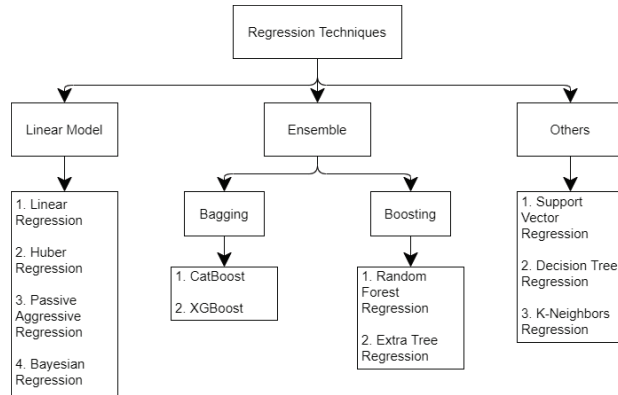 Regression Techniques
Linear Model
Ensemble
Others
1. Linear
Regression
2. Huber
Regression
3. Passive
Aggressive
Regression
4. Bayesian
Regression
Bagging
Boosting
1. CatBoost
2. XGBoost
1. Random
Forest
Regression
2. Extra Tree
Regression
1. Support
Vector
Regression
2. Decision Tree
Regression
3. K-Neighbors
Regression